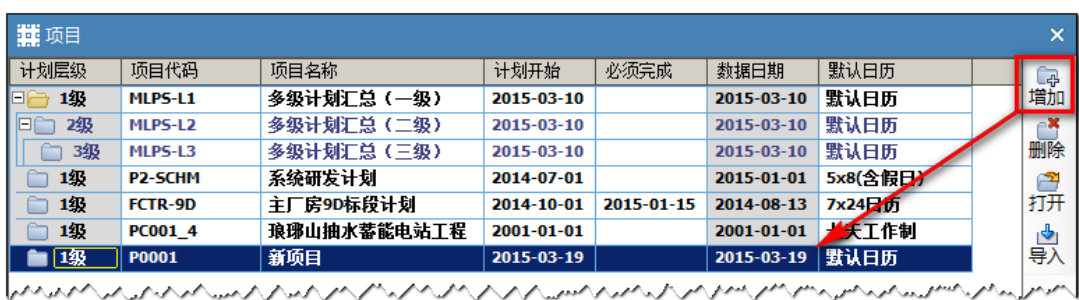 项目
计划层级 项目代码 项目名称 计划开始 必须完成 数据日期 默认日历
1级 MLPS-L1 多级计划汇总（一级） 2015-03-10 2015-03-10 默认日历
2级 MLPS-L2 多级计划汇总（二级） 2015-03-10 2015-03-10 默认日历
3级 MLPS-L3 多级计划汇总（三级） 2015-03-10 2015-03-10 默认日历
1级 P2-SCHM 系统研发计划 2014-07-01 2015-01-01 5x8(含假日)
1级 FCTR-9D 主厂房9D标段计划 2014-10-01 2015-01-15 2014-08-13 7x24日历
1级 PC001_4 琅琊山抽水蓄能电站工程 2001-01-01 2001-01-01 天工作制
1级 P0001 新项目 2015-03-19 2015-03-19 默认日历
增加
删除
打开
导入